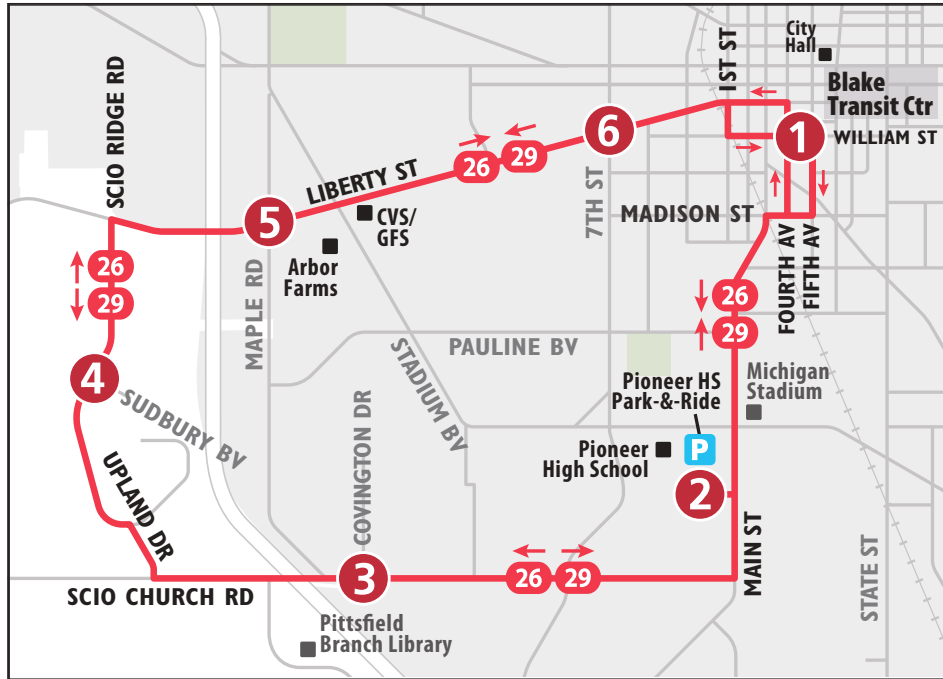 City
Hall
Blake
Transit Ctr
1ST ST
SCIO RIDGE RD
6
1
WILLIAM ST
26
29
LIBERTY ST
7TH ST
MADISON ST
5
CVS/
GFS
Arbor
Farms
FOURTH AV
FIFTH AV
26
29
26
29
MAPLE RD
PAULINE BV
STADIUM BV
4
SUDBURY BV
Pioneer HS
Park-&-Ride
Michigan
Stadium
COVINGTON DR
Pioneer
High School
P
2
UPLAND DR
MAIN ST
STATE ST
3
26
29
SCIO CHURCH RD
Pittsfield
Branch Library